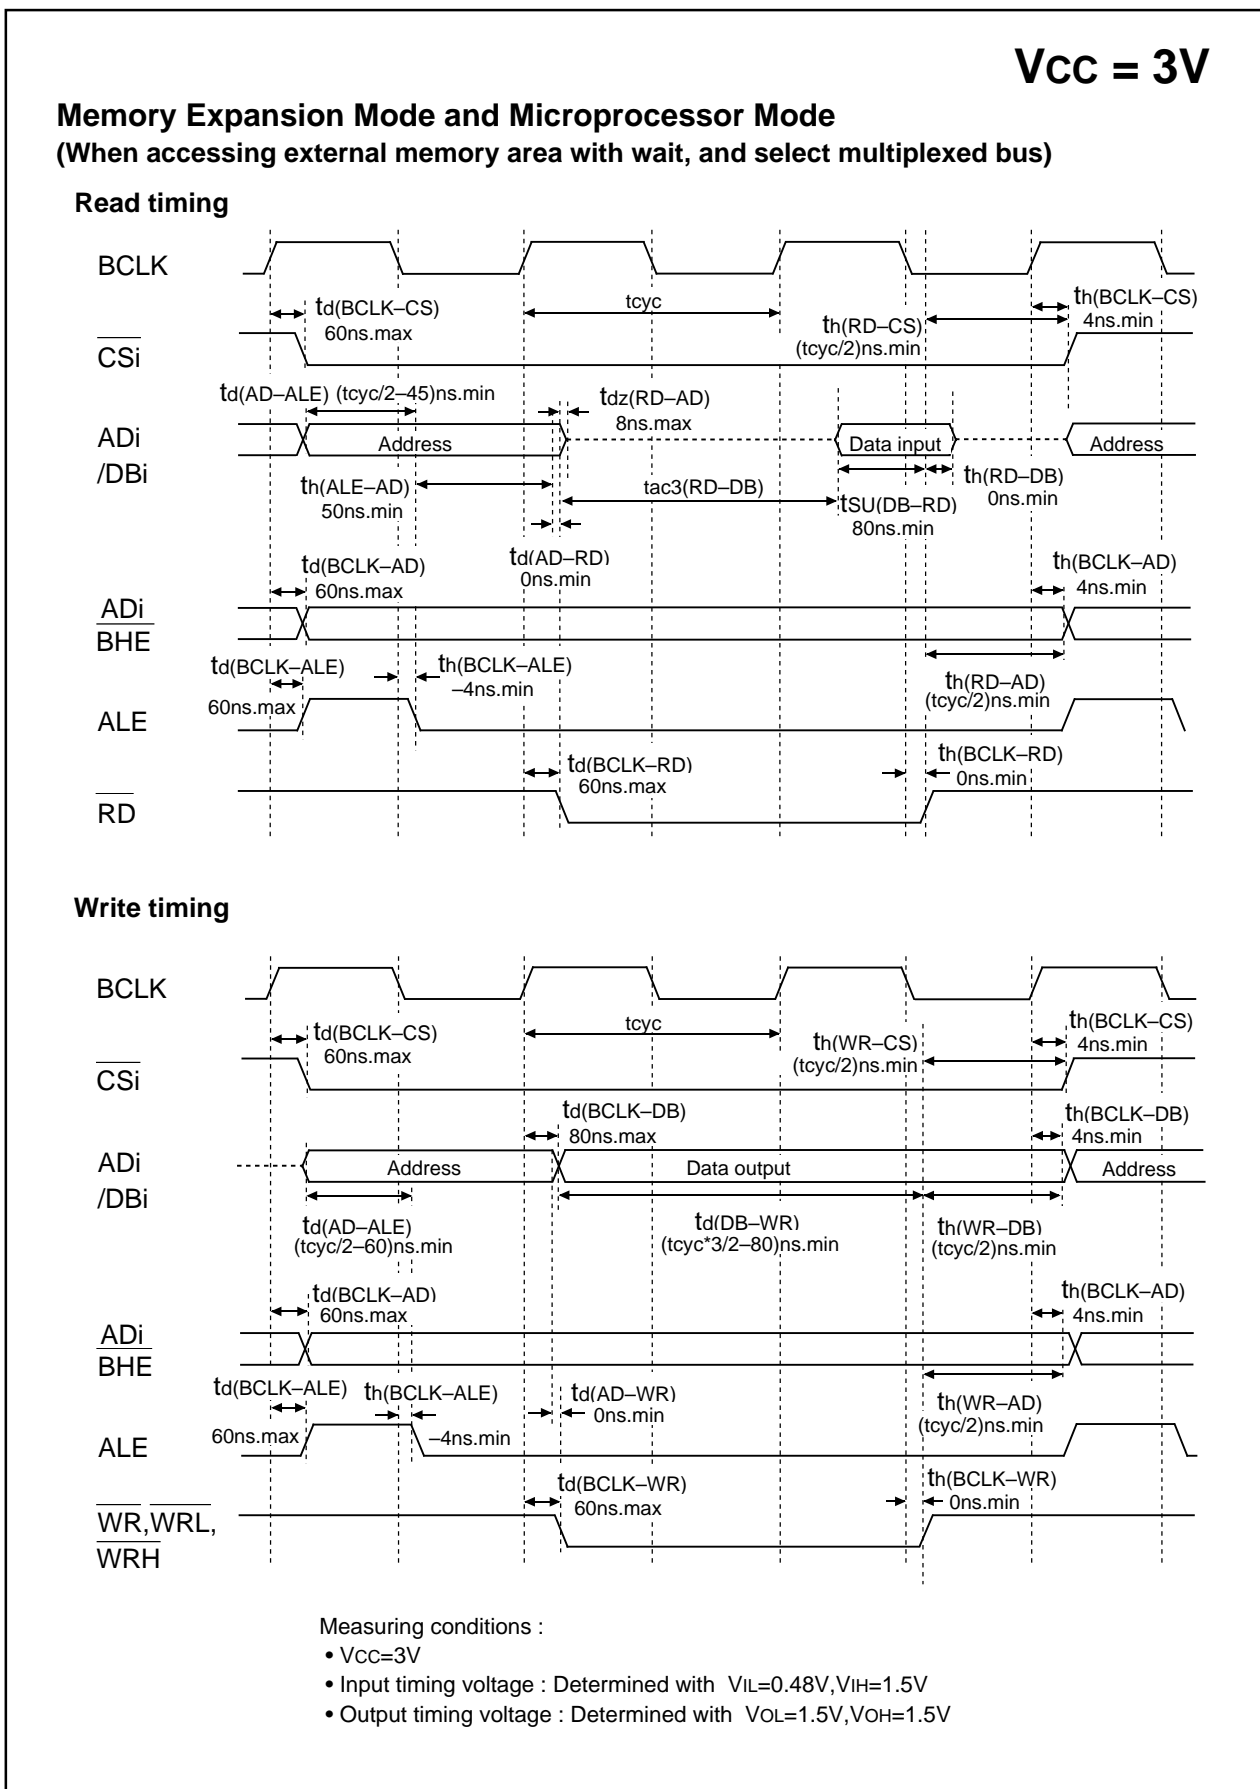 VCC = 3V
Memory Expansion Mode and Microprocessor Mode
(When accessing external memory area with wait, and select multiplexed bus)
Read timing
BCLK
td(BCLK–CS)
60ns.max
tcyc
th(RD–CS)
(tcyc/2)ns.min
th(BCLK–CS)
4ns.min
CSi
td(AD–ALE) (tcyc/2–45)ns.min
tdz(RD–AD)
8ns.max
ADi
/DBi
Address
Data input
Address
th(ALE–AD)
50ns.min
tac3(RD–DB)
tSU(DB–RD)
80ns.min
th(RD–DB)
0ns.min
td(AD–RD)
0ns.min
td(BCLK–AD)
60ns.max
th(BCLK–AD)
4ns.min
ADi
BHE
td(BCLK–ALE)
60ns.max
th(BCLK–ALE)
–4ns.min
th(RD–AD)
(tcyc/2)ns.min
ALE
td(BCLK–RD)
60ns.max
th(BCLK–RD)
0ns.min
RD
Write timing
BCLK
td(BCLK–CS)
60ns.max
tcyc
th(WR–CS)
(tcyc/2)ns.min
th(BCLK–CS)
4ns.min
CSi
td(BCLK–DB)
80ns.max
th(BCLK–DB)
4ns.min
ADi
/DBi
Address
Data output
Address
td(AD–ALE)
(tcyc/2–60)ns.min
td(DB–WR)
(tcyc*3/2–80)ns.min
th(WR–DB)
(tcyc/2)ns.min
td(BCLK–AD)
60ns.max
th(BCLK–AD)
4ns.min
ADi
BHE
td(BCLK–ALE)
60ns.max
th(BCLK–ALE)
–4ns.min
td(AD–WR)
0ns.min
th(WR–AD)
(tcyc/2)ns.min
ALE
td(BCLK–WR)
60ns.max
th(BCLK–WR)
0ns.min
WR,WRL,
WRH
Measuring conditions :
• VCC=3V
• Input timing voltage : Determined with VIL=0.48V,VIH=1.5V
• Output timing voltage : Determined with VOL=1.5V,VOH=1.5V